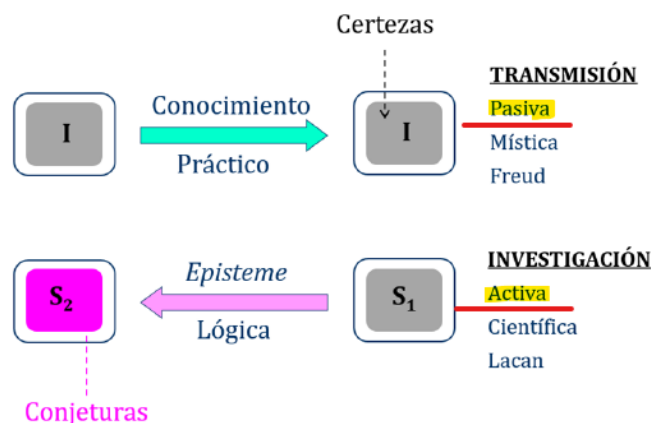 Certezas
TRANSMISIÓN
Conocimiento
Pasiva
I
I
Mística
Práctico
Freud
INVESTIGACIÓN
Episteme
Activa
S₂
S₁
Científica
Lógica
Lacan
Conjeturas